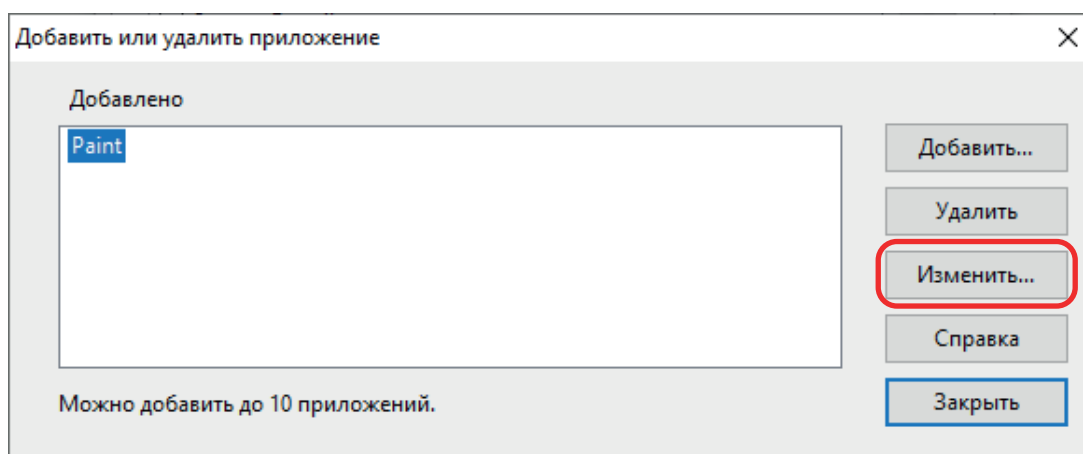 Добавить или удалить приложение
Добавлено
Paint
Добавить...
Удалить
Изменить...
Справка
Закрыть
Можно добавить до 10 приложений.